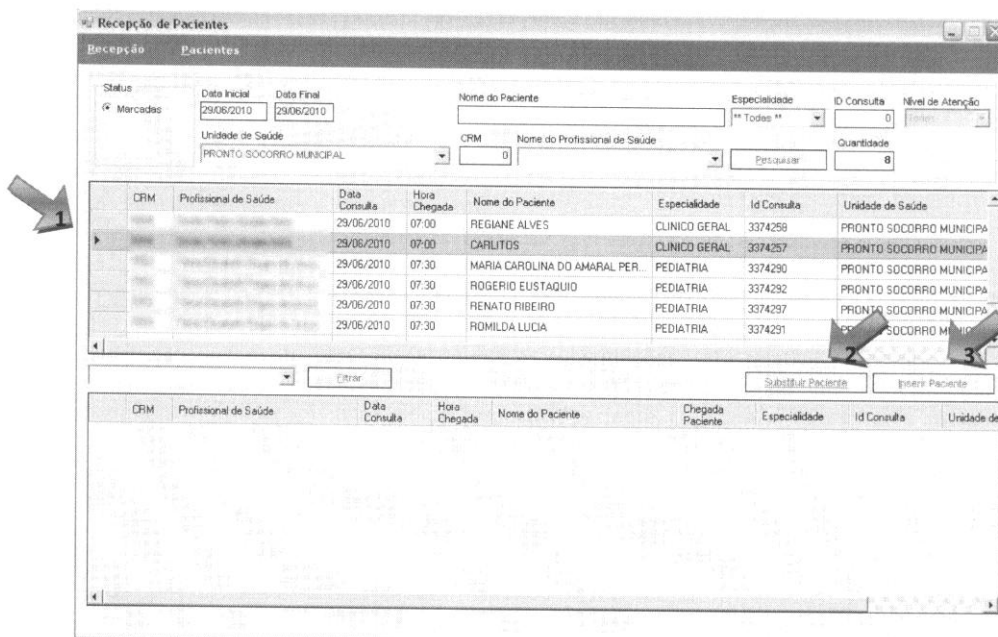 Recepção de Pacientes
Recepção Pacientes
Status
Marcadas
Data Inicial Data Final
29/06/2010 29/06/2010
Nome do Paciente
Especialidade
** Todas **
ID Consulta
0
Nível de Atenção
Unidade de Saúde
PRONTO SOCORRO MUNICIPAL
CRM
0
Nome do Profissional de Saúde
Pesquisar
Quantidade
8
CRM Profissional de Saúde Data Consulta Hora Chegada Nome do Paciente Especialidade Id Consulta Unidade de Saúde
29/06/2010 07:00 REGIANE ALVES CLINICO GERAL 3374258 PRONTO SOCORRO MUNICIPA
29/06/2010 07:00 CARLITOS CLINICO GERAL 3374257 PRONTO SOCORRO MUNICIPA
29/06/2010 07:30 MARIA CAROLINA DO AMARAL PER... PEDIATRIA 3374290 PRONTO SOCORRO MUNICIPA
29/06/2010 07:30 ROGERIO EUSTAQUIO PEDIATRIA 3374292 PRONTO SOCORRO MUNICIPA
29/06/2010 07:30 RENATO RIBEIRO PEDIATRIA 3374297 PRONTO SOCORRO MUNICIPA
29/06/2010 07:30 ROMILDA LUCIA PEDIATRIA 3374291 SOCORRO
1
2
3
Filtrar
Substituir Paciente
Inserir Paciente
CRM Profissional de Saúde Data Consulta Hora Chegada Nome do Paciente Chegada Paciente Especialidade Id Consulta Unidade de